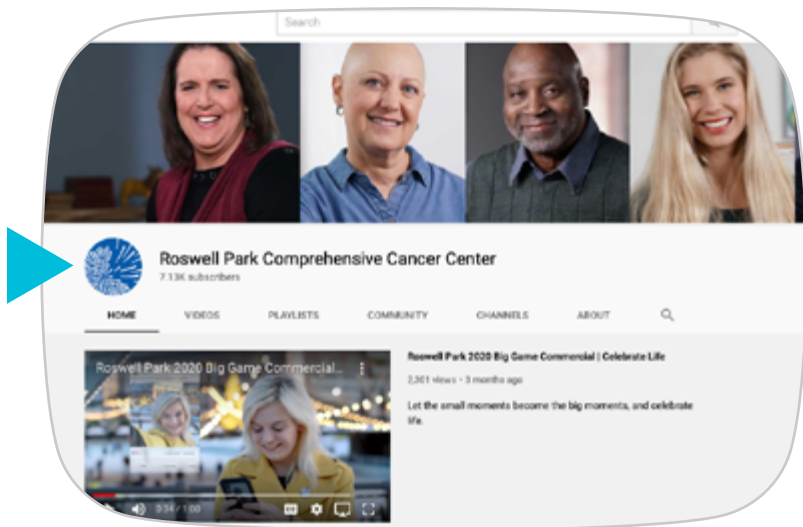 Search
Roswell Park Comprehensive Cancer Center
7.13K subscribers
HOME VIDEOS PLAYLISTS COMMUNITY CHANNELS ABOUT
Roswell Park 2020 Big Game Commercial...
Roswell Park 2020 Big Game Commercial | Celebrate Life
2,301 views • 3 months ago
Let the small moments become the big moments, and celebrate
life.
/ 1:00